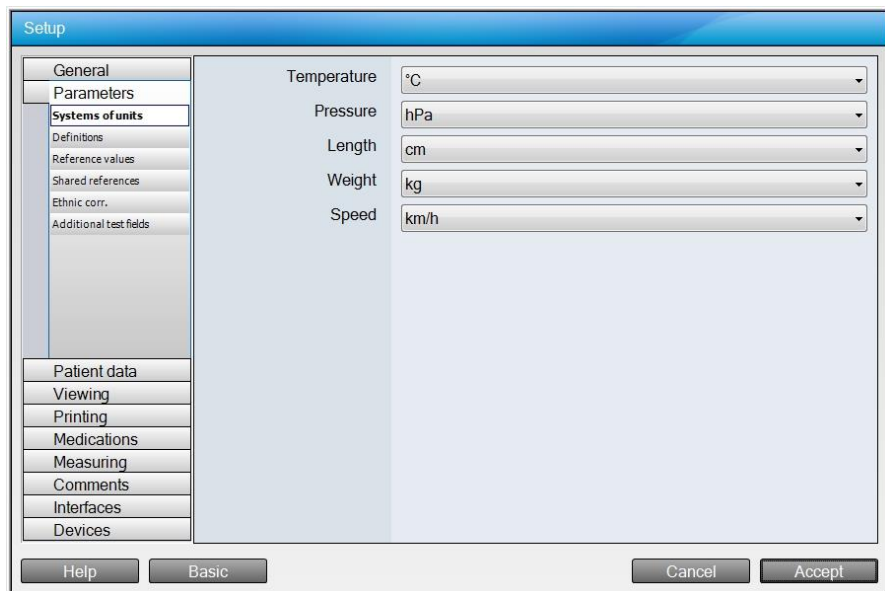 Setup
General
Parameters
Systems of units
Definitions
Reference values
Shared references
Ethnic corr.
Additional test fields
Patient data
Viewing
Printing
Medications
Measuring
Comments
Interfaces
Devices
Temperature °C
Pressure hPa
Length cm
Weight kg
Speed km/h
Help Basic Cancel Accept